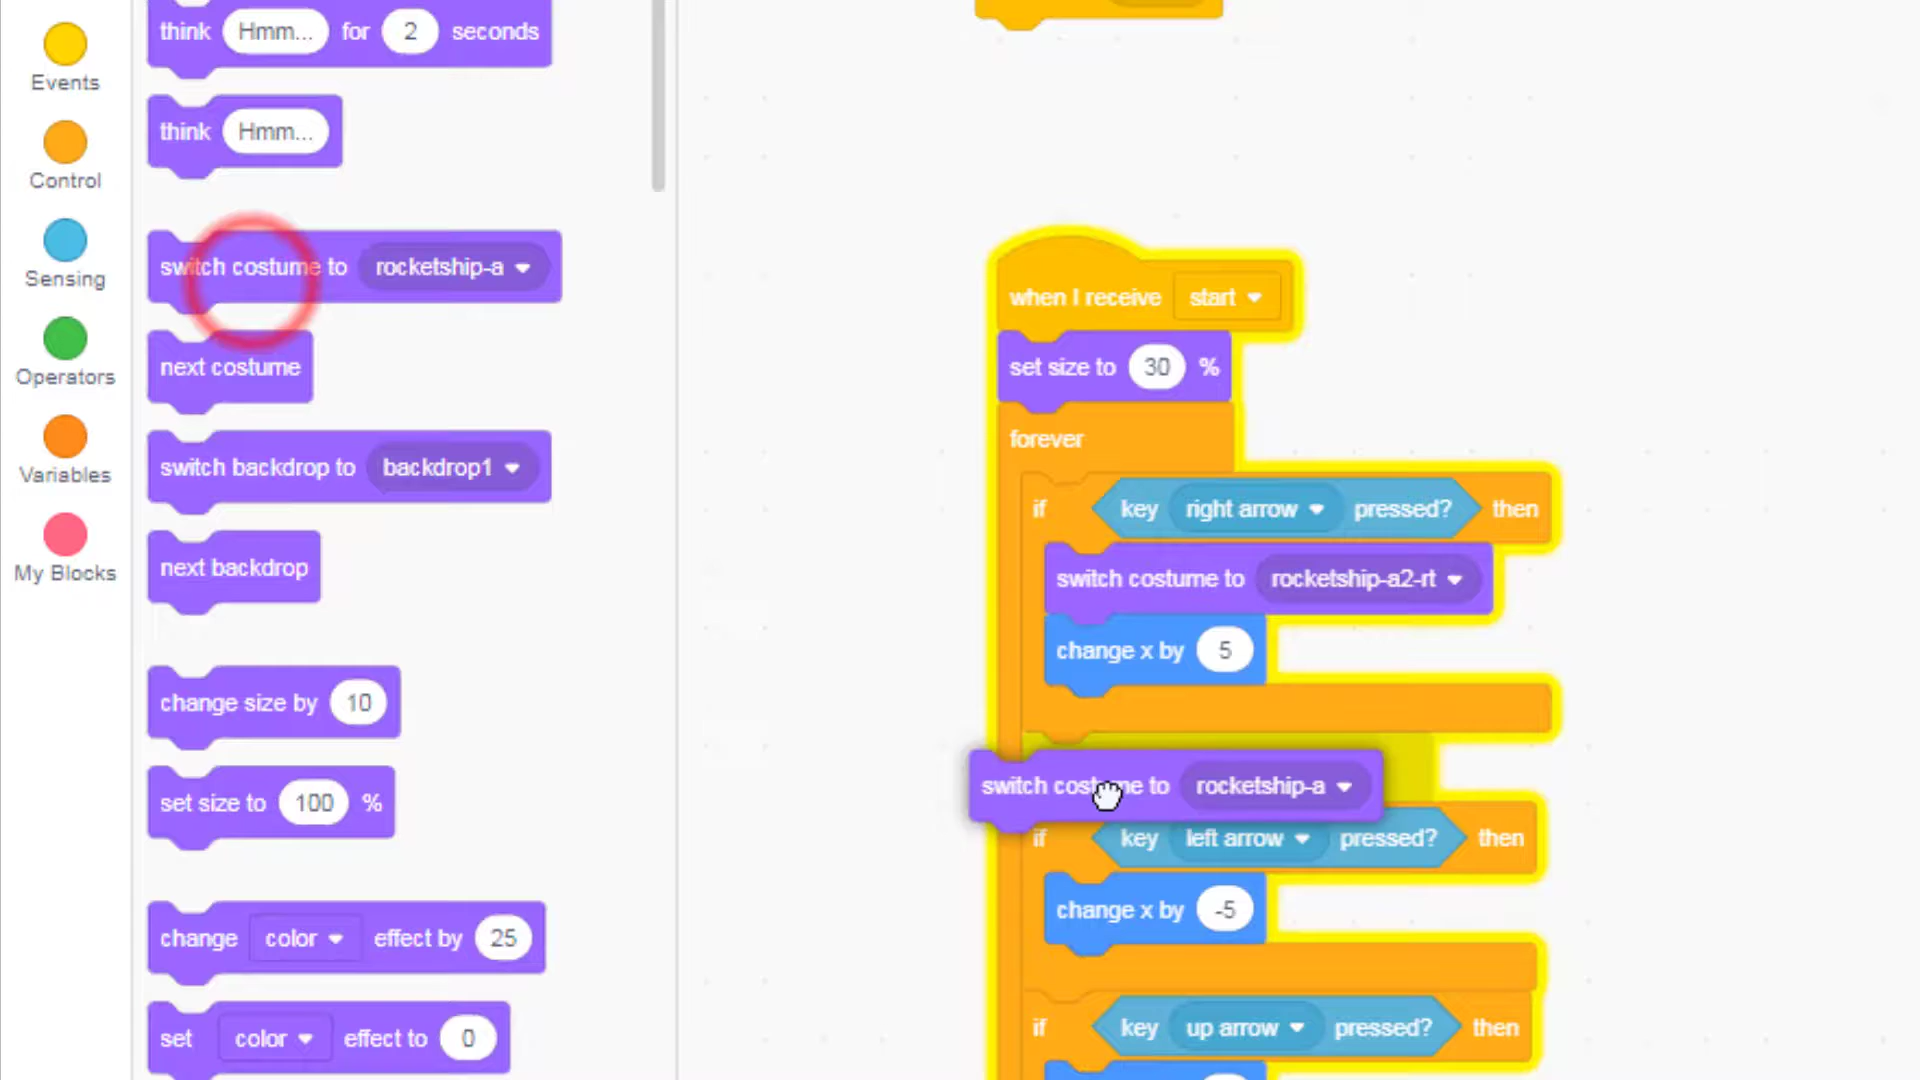 Events
Control
Sensing
Operators
Variables
My Blocks
think Hmm... for 2 seconds
think Hmm...
switch costume to rocketship-a
next costume
switch backdrop to backdrop1
next backdrop
change size by 10
set size to 100 %
change color effect by 25
set color effect to 0
when I receive start
set size to 30 %
forever
if key right arrow pressed? then
switch costume to rocketship-a2-rt
change x by 5
switch costume to rocketship-a
if key left arrow pressed? then
change x by -5
if key up arrow pressed? then